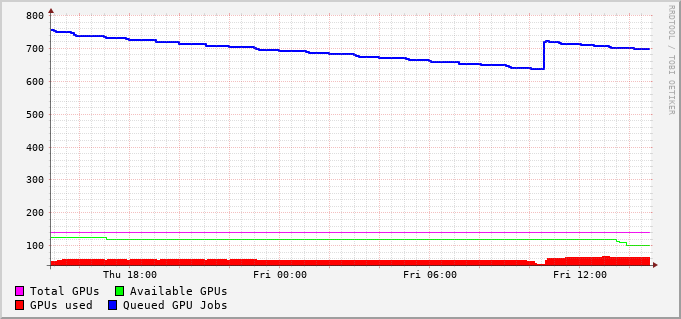 800
700
600
500
400
300
200
100
Thu 18:00 Fri 00:00 Fri 06:00 Fri 12:00
Total GPUs Available GPUs
GPUs used Queued GPU Jobs
RRDTOOL / TOBI OETIKER